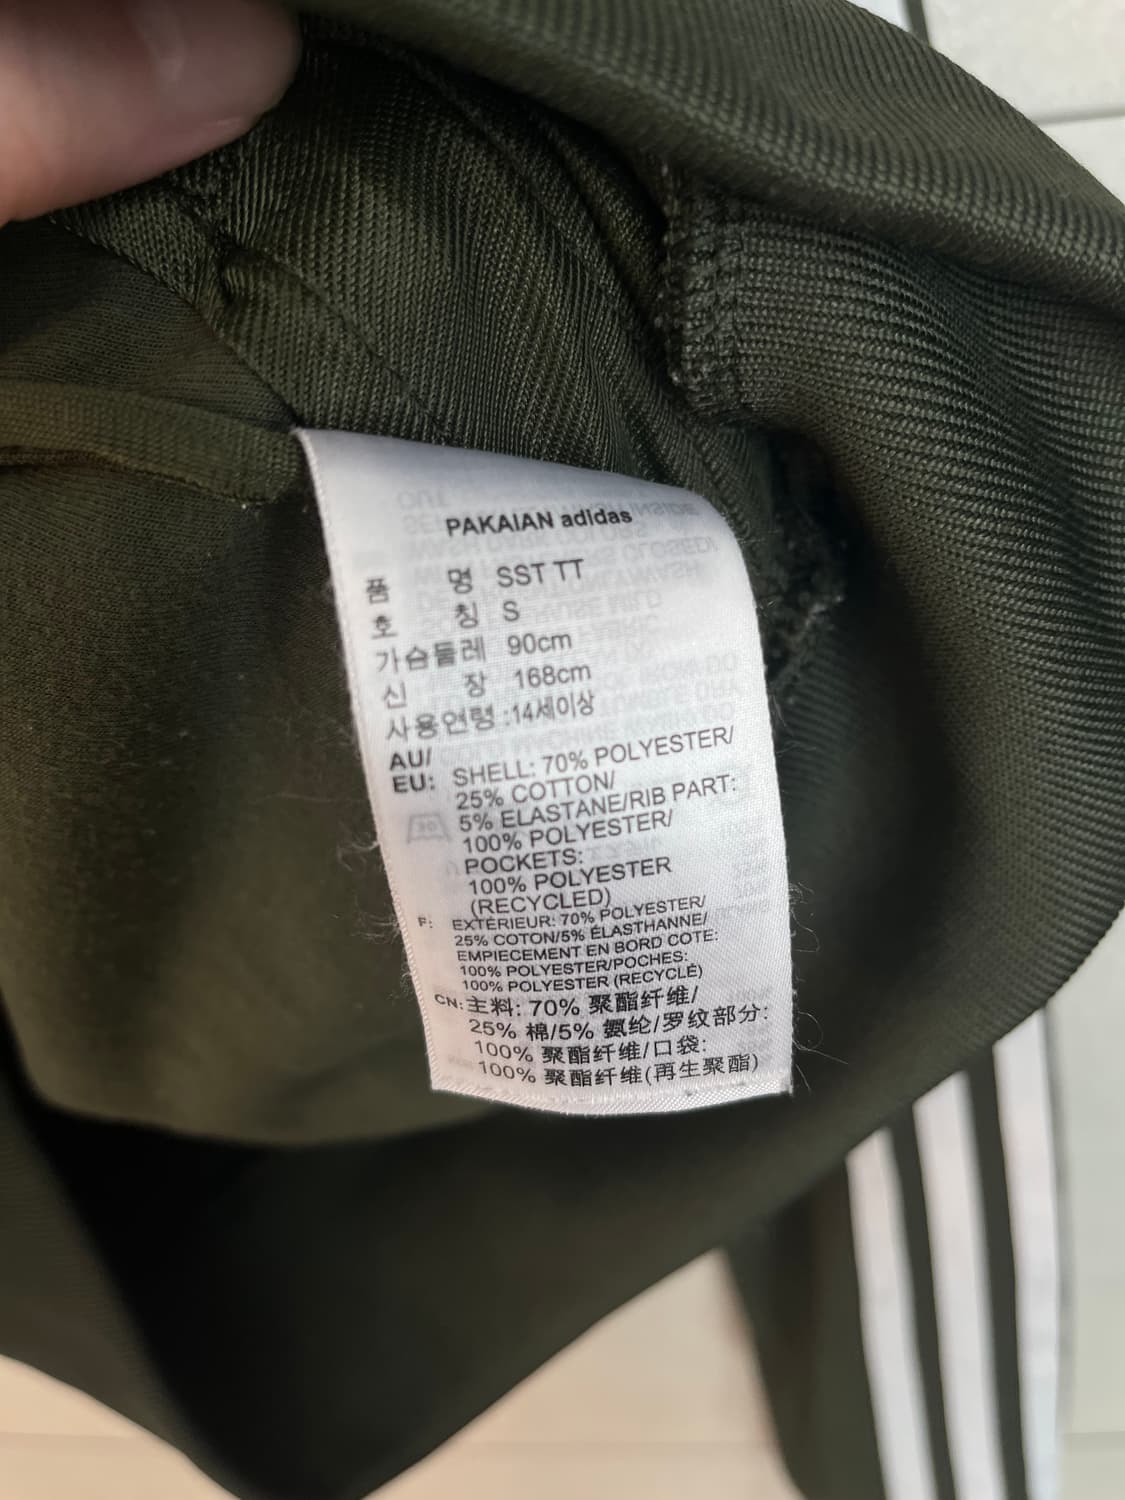 PAKAIAN adidas
품 명 SST TT
호 칭 S
가슴둘레 90cm
신 장 168cm
사용연령 :14세이상
AU/
EU: SHELL: 70% POLYESTER/
25% COTTON/
5% ELASTANE/RIB PART:
100% POLYESTER/
POCKETS:
100% POLYESTER
(RECYCLED)
F: EXTÉRIEUR: 70% POLYESTER/
25% COTON/5% ÉLASTHANNE/
EMPIECEMENT EN BORD COTE:
100% POLYESTER/POCHES:
100% POLYESTER (RECYCLÉ)
CN: 主料: 70% 聚酯纤维/
25% 棉/5% 氨纶/罗纹部分:
100% 聚酯纤维/口袋:
100% 聚酯纤维(再生聚酯)